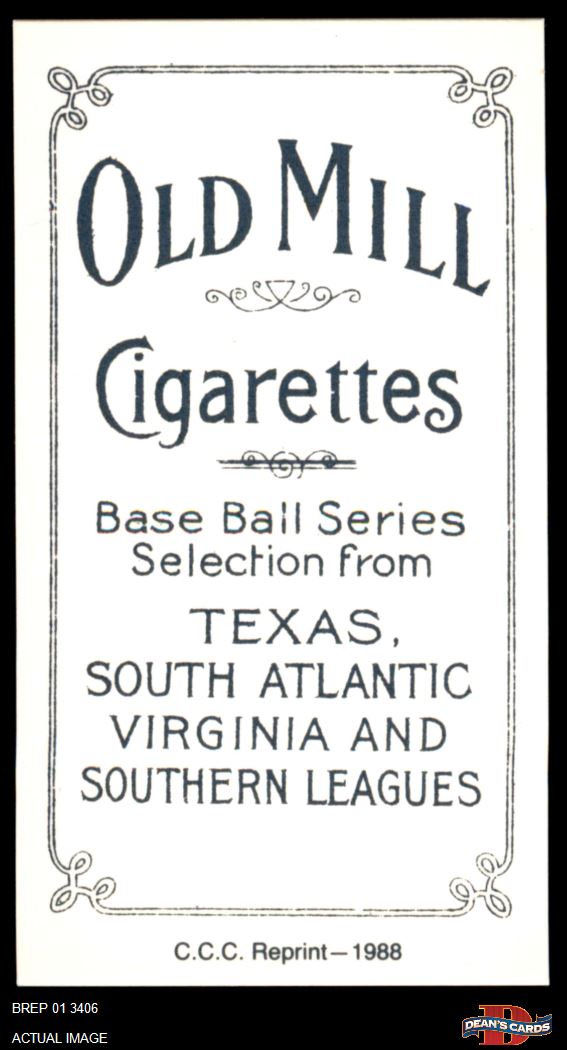 OLD MILL
Cigarettes
Base Ball Series
Selection from
TEXAS,
SOUTH ATLANTIC
VIRGINIA AND
SOUTHERN LEAGUES
C.C.C. Reprint—1988
BREP 01 3406
ACTUAL IMAGE
D
DEAN'S CARDS